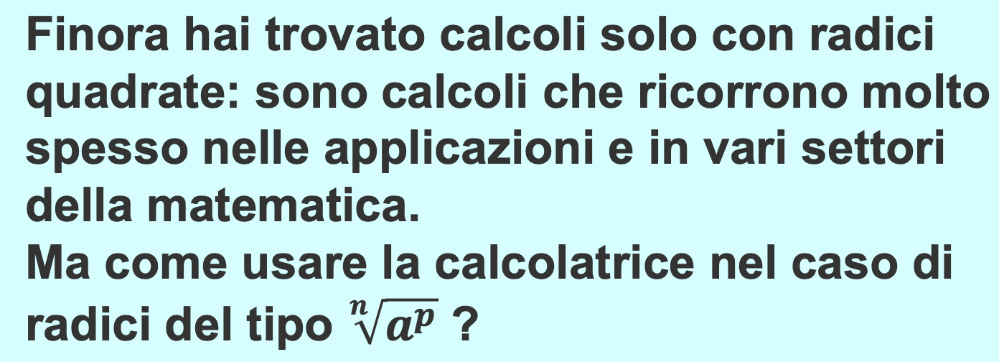 Finora hai trovato calcoli solo con radici
quadrate: sono calcoli che ricorrono molto
spesso nelle applicazioni e in vari settori
della matematica.
Ma come usare la calcolatrice nel caso di
radici del tipo ⁿ√aᵖ ?